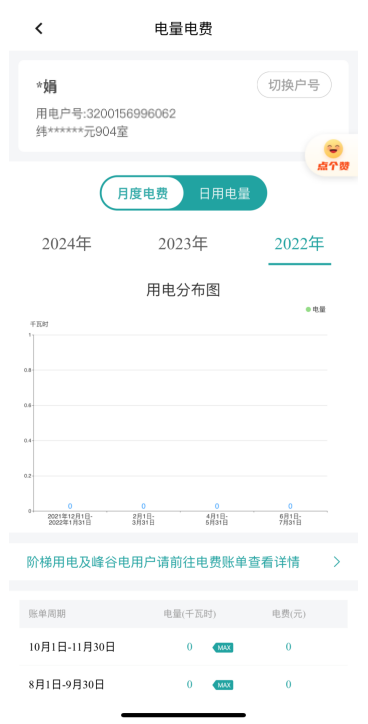 电量电费
*娟
切换户号
用电户号:3200156996062
纬******元904室
点个赞
月度电费 日用电量
2024年 2023年 2022年
用电分布图
电量
千瓦时
1
0.8
0.6
0.4
0.2
0
0 0 0 0
2021年12月1日-2022年1月31日 2月1日-3月31日 4月1日-5月31日 6月1日-7月31日
阶梯用电及峰谷电用户请前往电费账单查看详情
账单周期 电量(千瓦时) 电费(元)
10月1日-11月30日 0 MAX 0
8月1日-9月30日 0 MAX 0